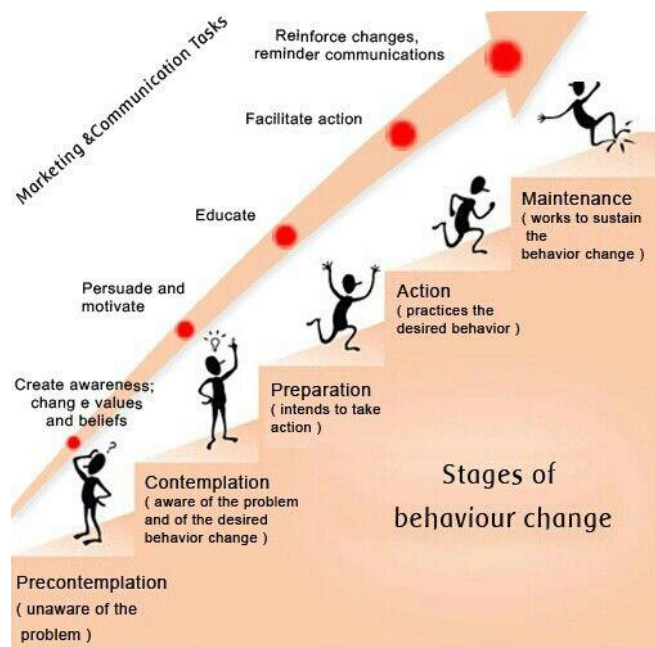 Marketing &Communication Tasks
Reinforce changes,
reminder communications
Facilitate action
Educate
Persuade and
motivate
Create awareness;
chang e values
and beliefs
?
Precontemplation
( unaware of the
problem )
Contemplation
( aware of the problem
and of the desired
behavior change )
Preparation
( intends to take
action )
Action
( practices the
desired behavior )
Maintenance
( works to sustain
the
behavior change )
Stages of
behaviour change